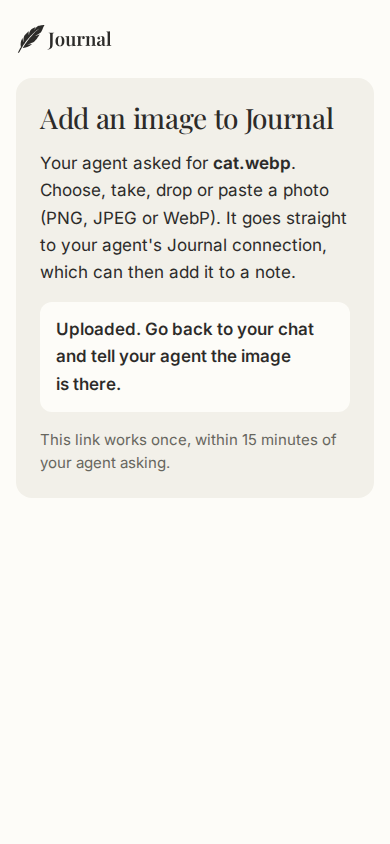 Journal
Add an image to Journal
Your agent asked for cat.webp.
Choose, take, drop or paste a photo
(PNG, JPEG or WebP). It goes straight
to your agent's Journal connection,
which can then add it to a note.
Uploaded. Go back to your chat
and tell your agent the image
is there.
This link works once, within 15 minutes of
your agent asking.